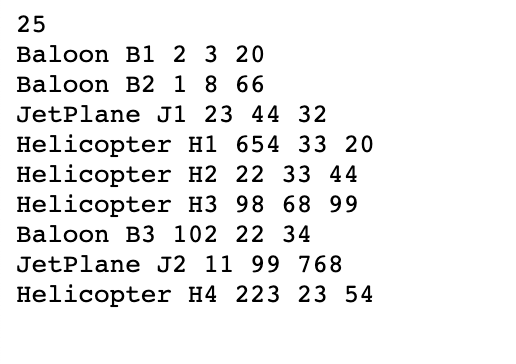 25
Baloon B1 2 3 20
Baloon B2 1 8 66
JetPlane J1 23 44 32
Helicopter H1 654 33 20
Helicopter H2 22 33 44
Helicopter H3 98 68 99
Baloon B3 102 22 34
JetPlane J2 11 99 768
Helicopter H4 223 23 54